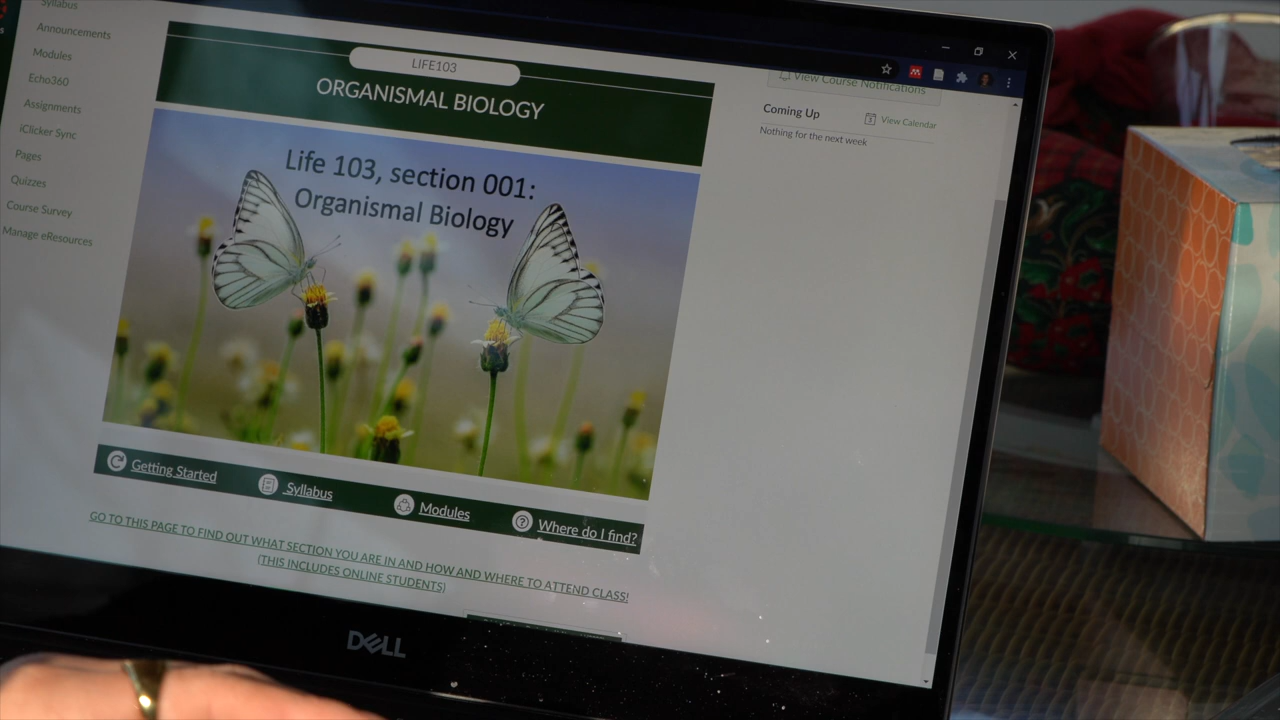 Syllabus
Announcements
Modules
Echo360
Assignments
iClicker Sync
Pages
Quizzes
Course Survey
Manage eResources
LIFE103
ORGANISMAL BIOLOGY
Life 103, section 001:
Organismal Biology
Getting Started
Syllabus
Modules
Where do I find?
GO TO THIS PAGE TO FIND OUT WHAT SECTION YOU ARE IN AND HOW AND WHERE TO ATTEND CLASS!
(THIS INCLUDES ONLINE STUDENTS)
View Course Notifications
Coming Up
View Calendar
Nothing for the next week
DELL